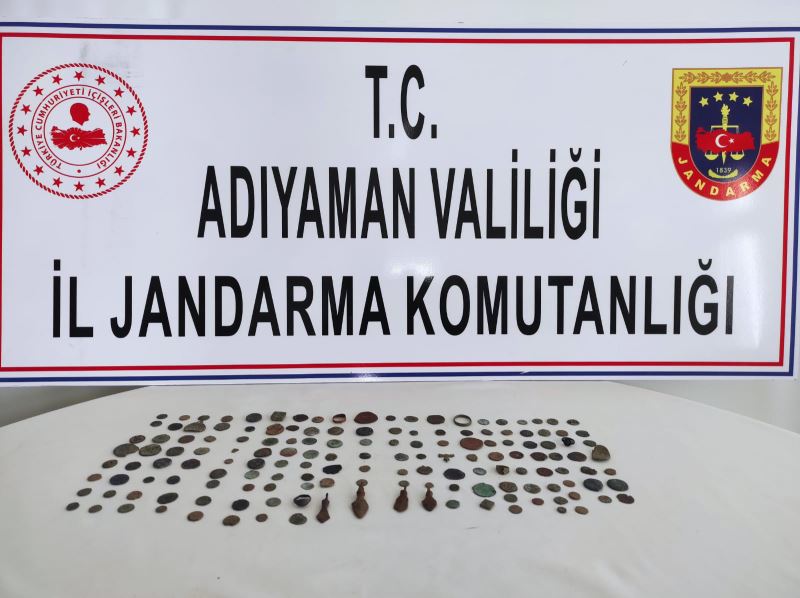 TÜRKİYE CUMHURİYETİ İÇİŞLERİ BAKANLIĞI
T.C.
ADIYAMAN VALİLİĞİ
İL JANDARMA KOMUTANLIĞI
1839
JANDARMA